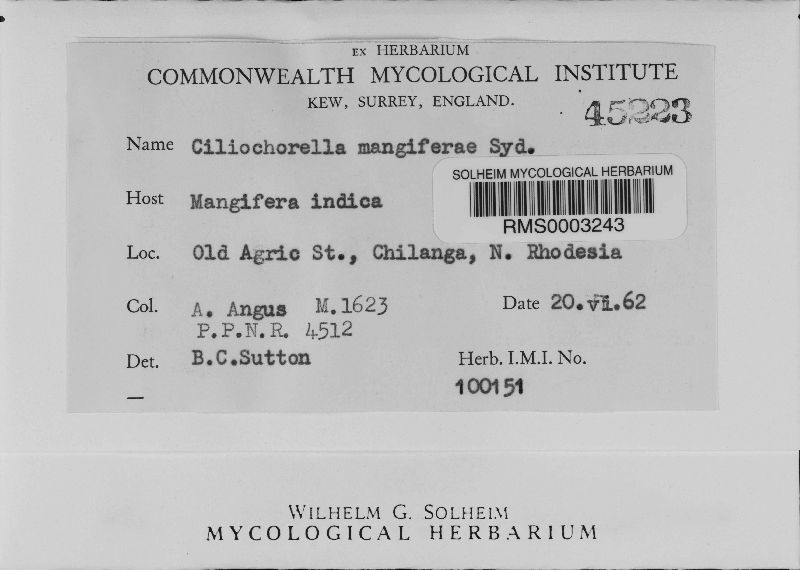 EX HERBARIUM
COMMONWEALTH MYCOLOGICAL INSTITUTE
KEW, SURREY, ENGLAND.
45223
Name Ciliochorella mangiferae Syd.
SOLHEIM MYCOLOGICAL HERBARIUM
RMS0003243
Host Mangifera indica
Loc. Old Agric St., Chilanga, N. Rhodesia
Col. A. Angus M.1623 Date 20.vi.62
P.P.N.R. 4512
Det. B.C.Sutton Herb. I.M.I. No.
100151
WILHELM G. SOLHEIM
MYCOLOGICAL HERBARIUM